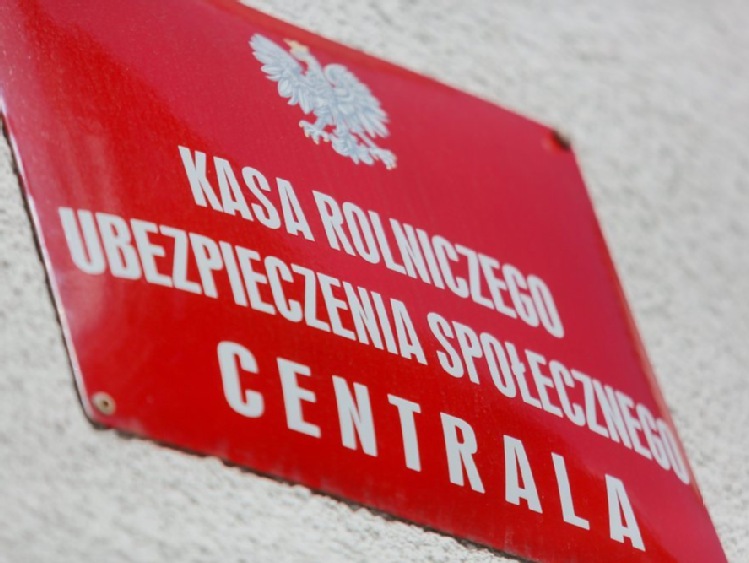 KASA ROLNICZEGO
UBEZPIECZENIA SPOŁECZNEGO
CENTRALA